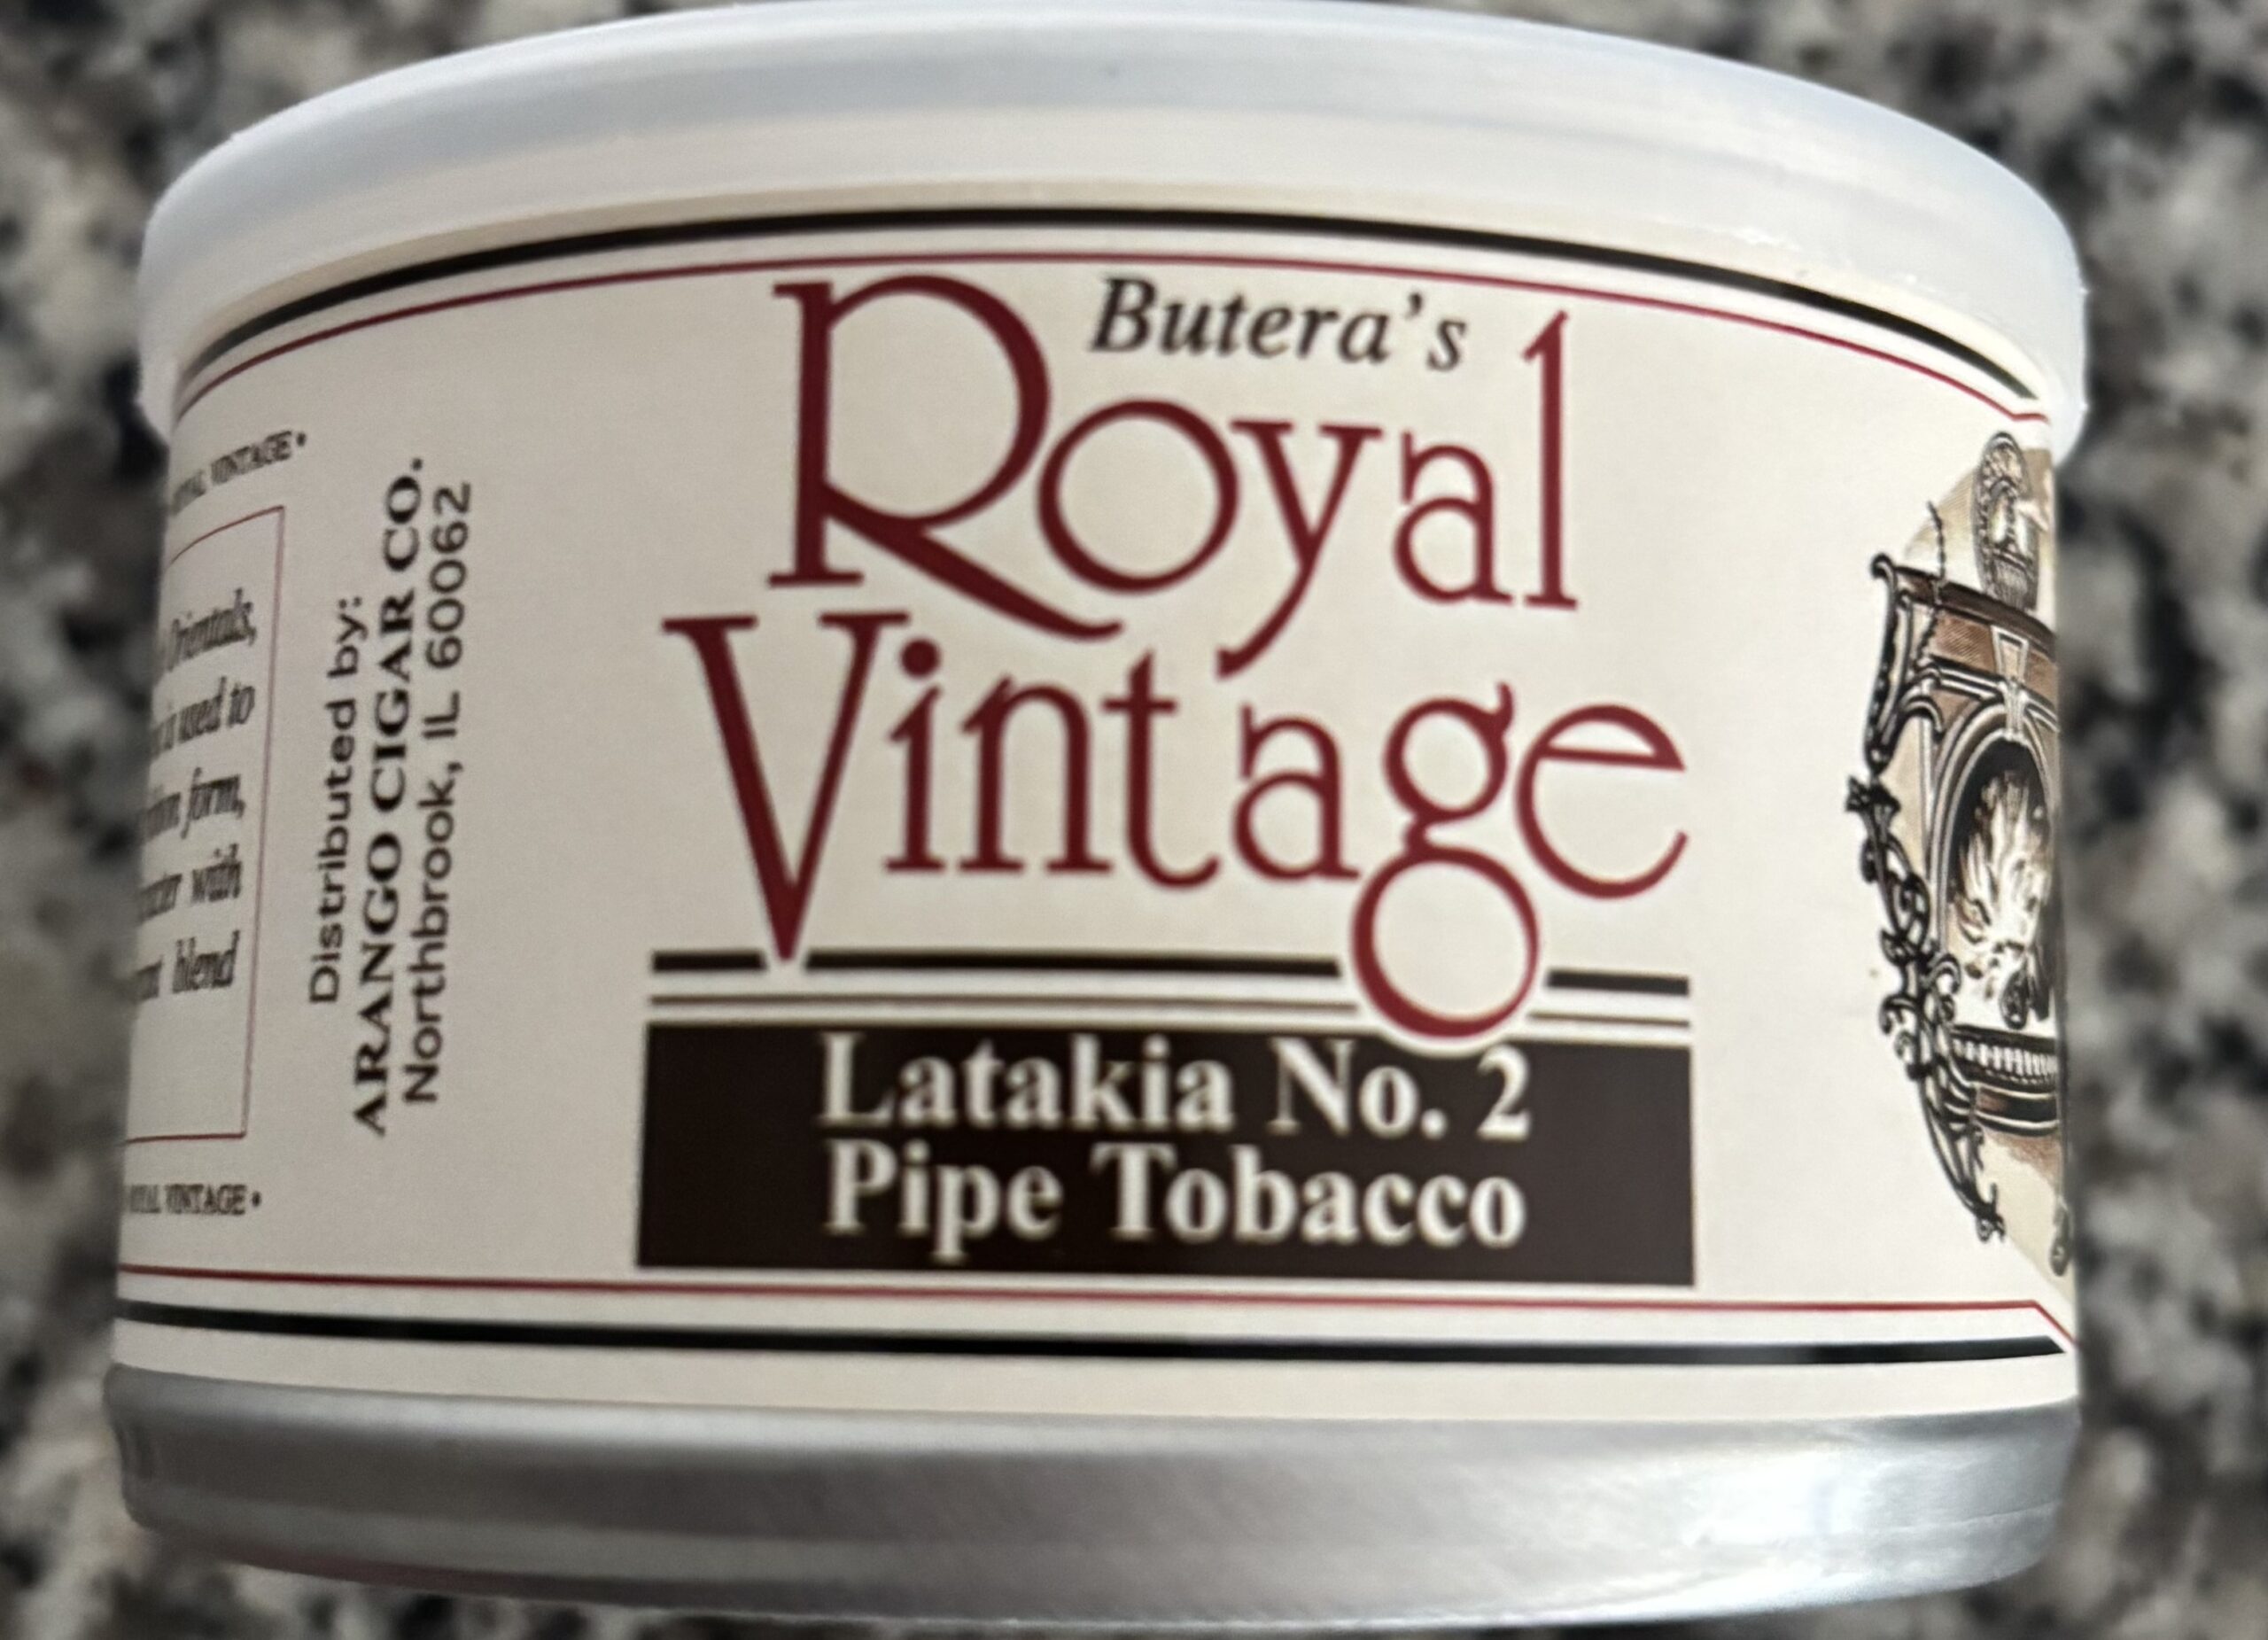 VINTAGE •
Orientals,
used to
form,
with
blend
VINTAGE •
Distributed by:
ARANGO CIGAR CO.
Northbrook, IL 60062
Butera's
Royal
Vintage
Latakia No. 2
Pipe Tobacco